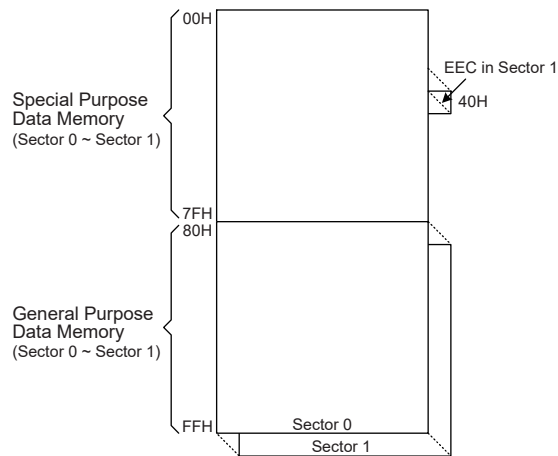 00H
EEC in Sector 1
40H
Special Purpose
Data Memory
(Sector 0 ~ Sector 1)
7FH
80H
General Purpose
Data Memory
(Sector 0 ~ Sector 1)
FFH
Sector 0
Sector 1